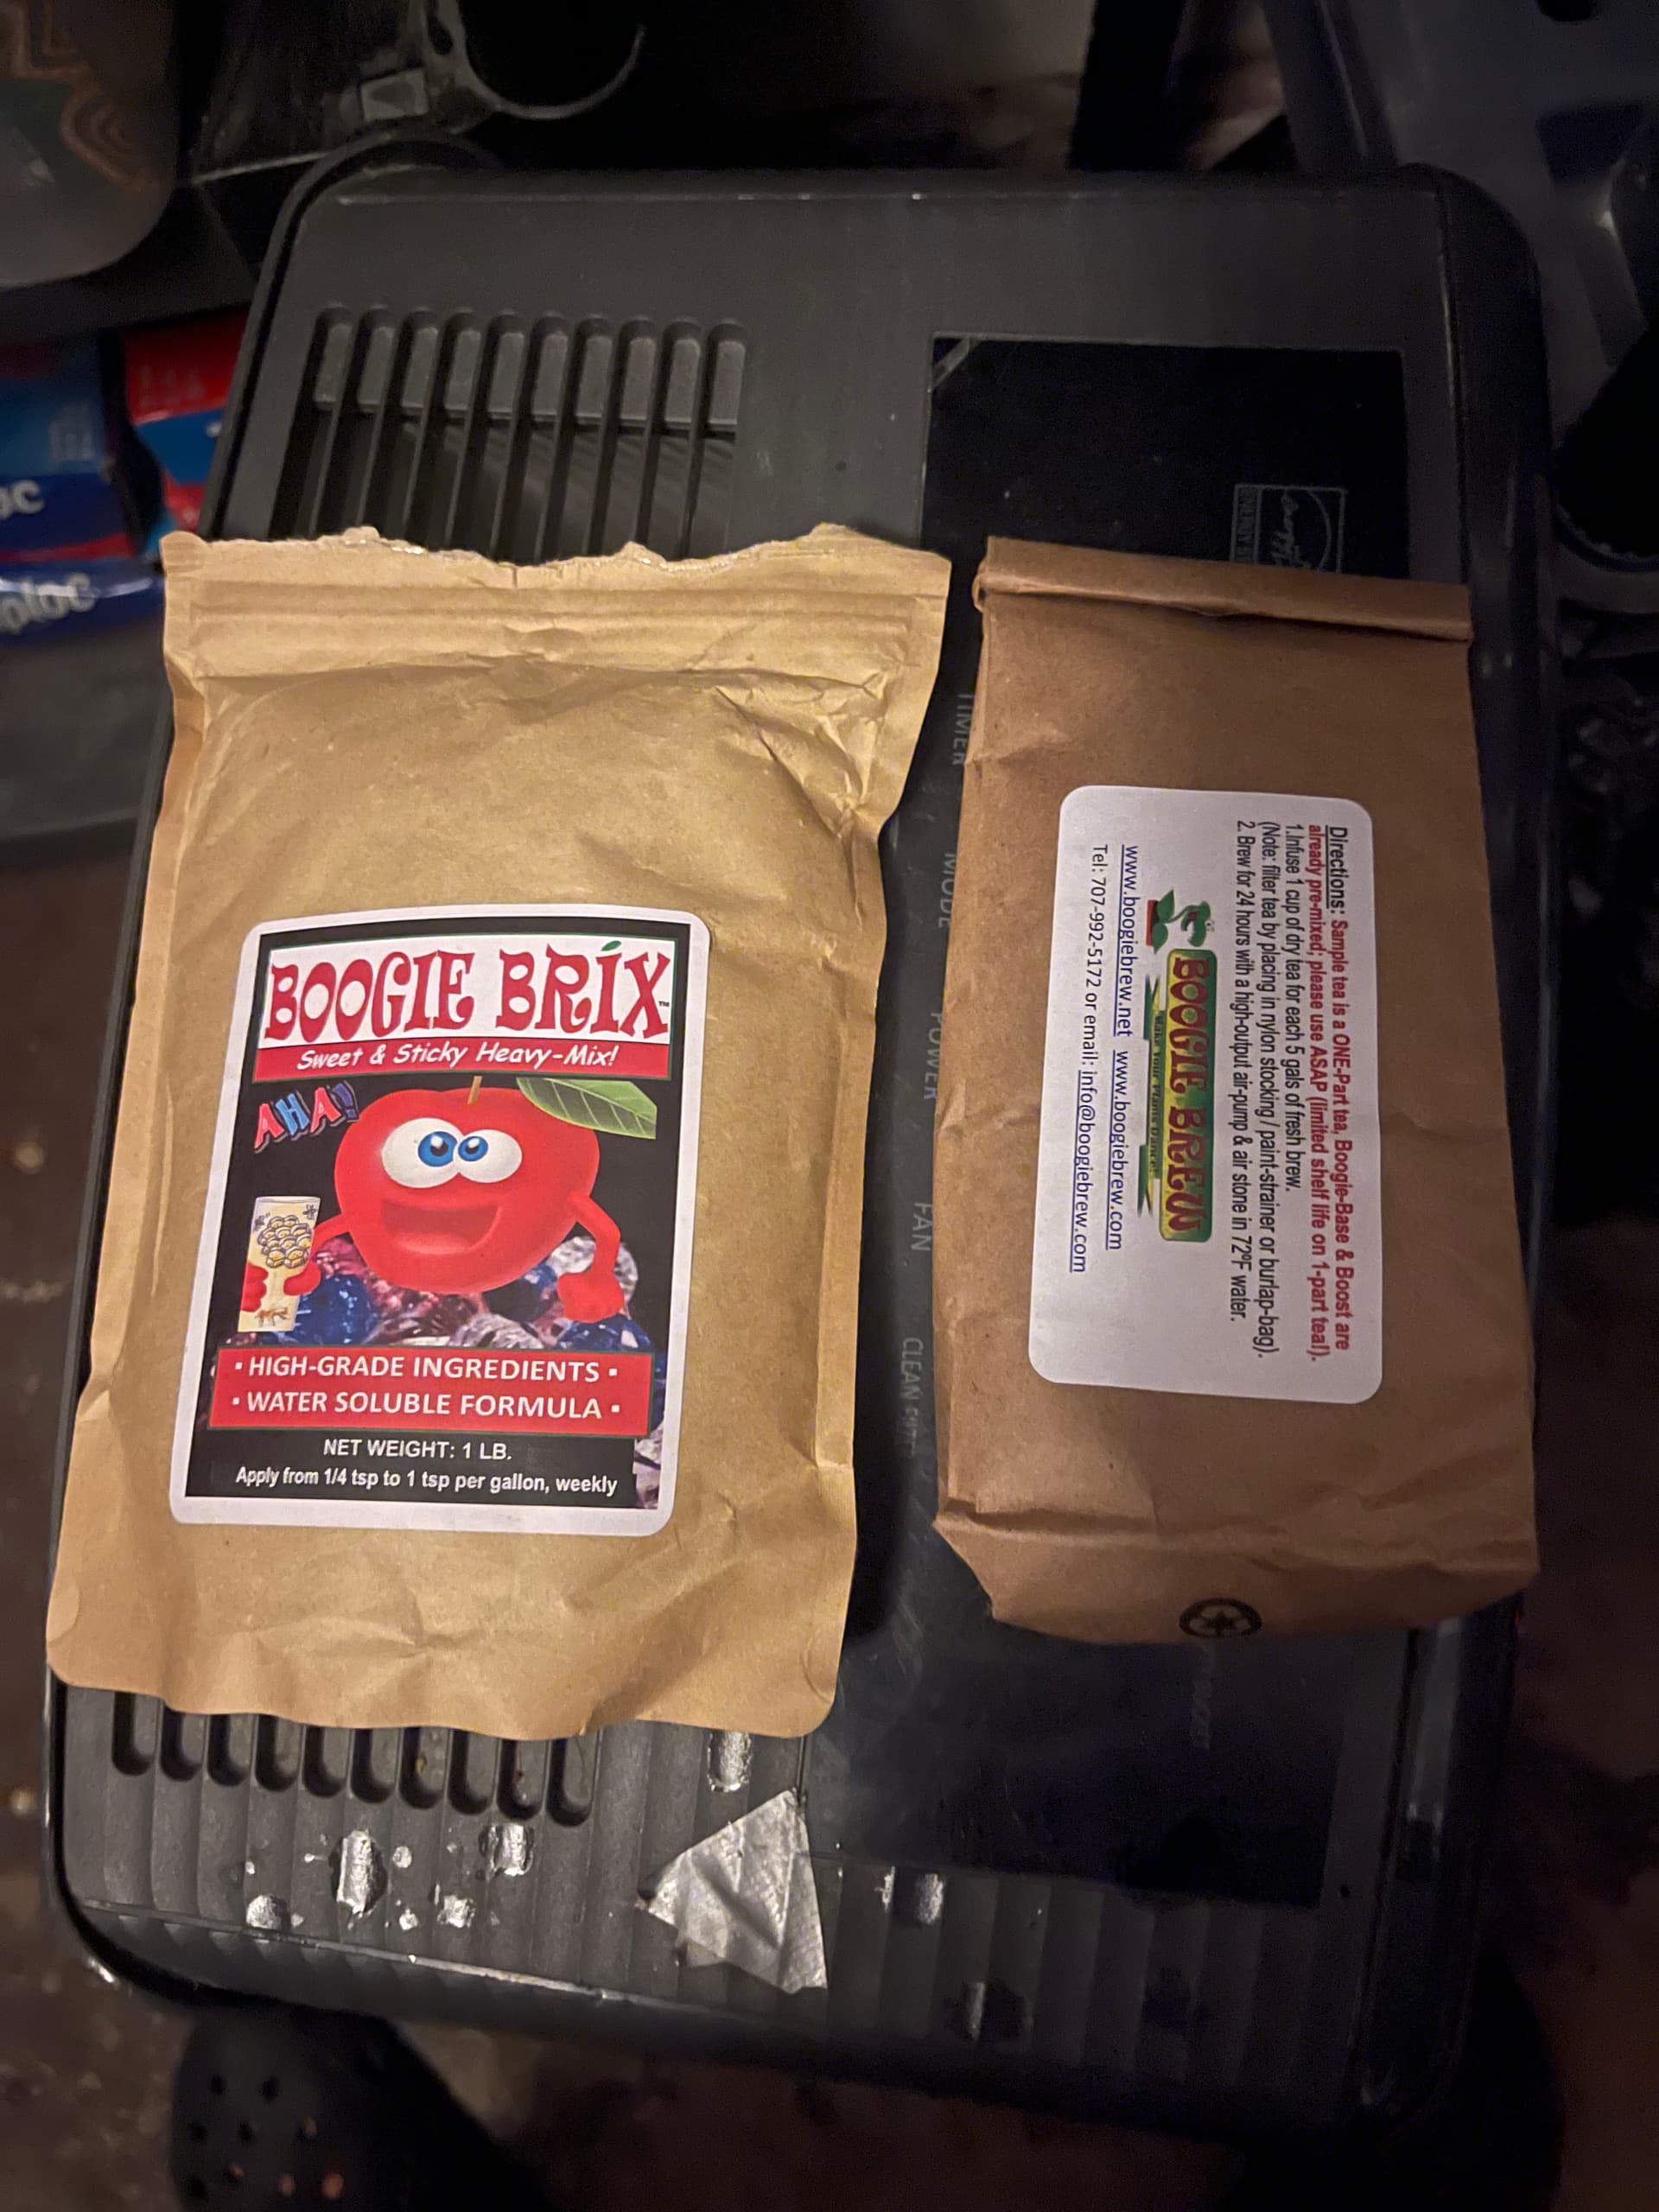 BOOGIE BRIX™
Sweet & Sticky Heavy-Mix!
AHA!
▪ HIGH-GRADE INGREDIENTS ▪
▪ WATER SOLUBLE FORMULA ▪
NET WEIGHT: 1 LB.
Apply from 1/4 tsp to 1 tsp per gallon, weekly
Directions: Sample tea is a ONE-Part tea, Boogie-Base & Boost are
already pre-mixed; please use ASAP (limited shelf life on 1-part tea!).
1.Infuse 1 cup of dry tea for each 5 gals of fresh brew.
(Note: filter tea by placing in nylon stocking / paint-strainer or burlap-bag).
2. Brew for 24 hours with a high-output air-pump & air stone in 72ºF water.
BOOGIE BREW
Make Your Plants Dance!
www.boogiebrew.net www.boogiebrew.com
Tel: 707-992-5172 or email: info@boogiebrew.com
TIMER
MODE
POWER
FAN
CLEAN